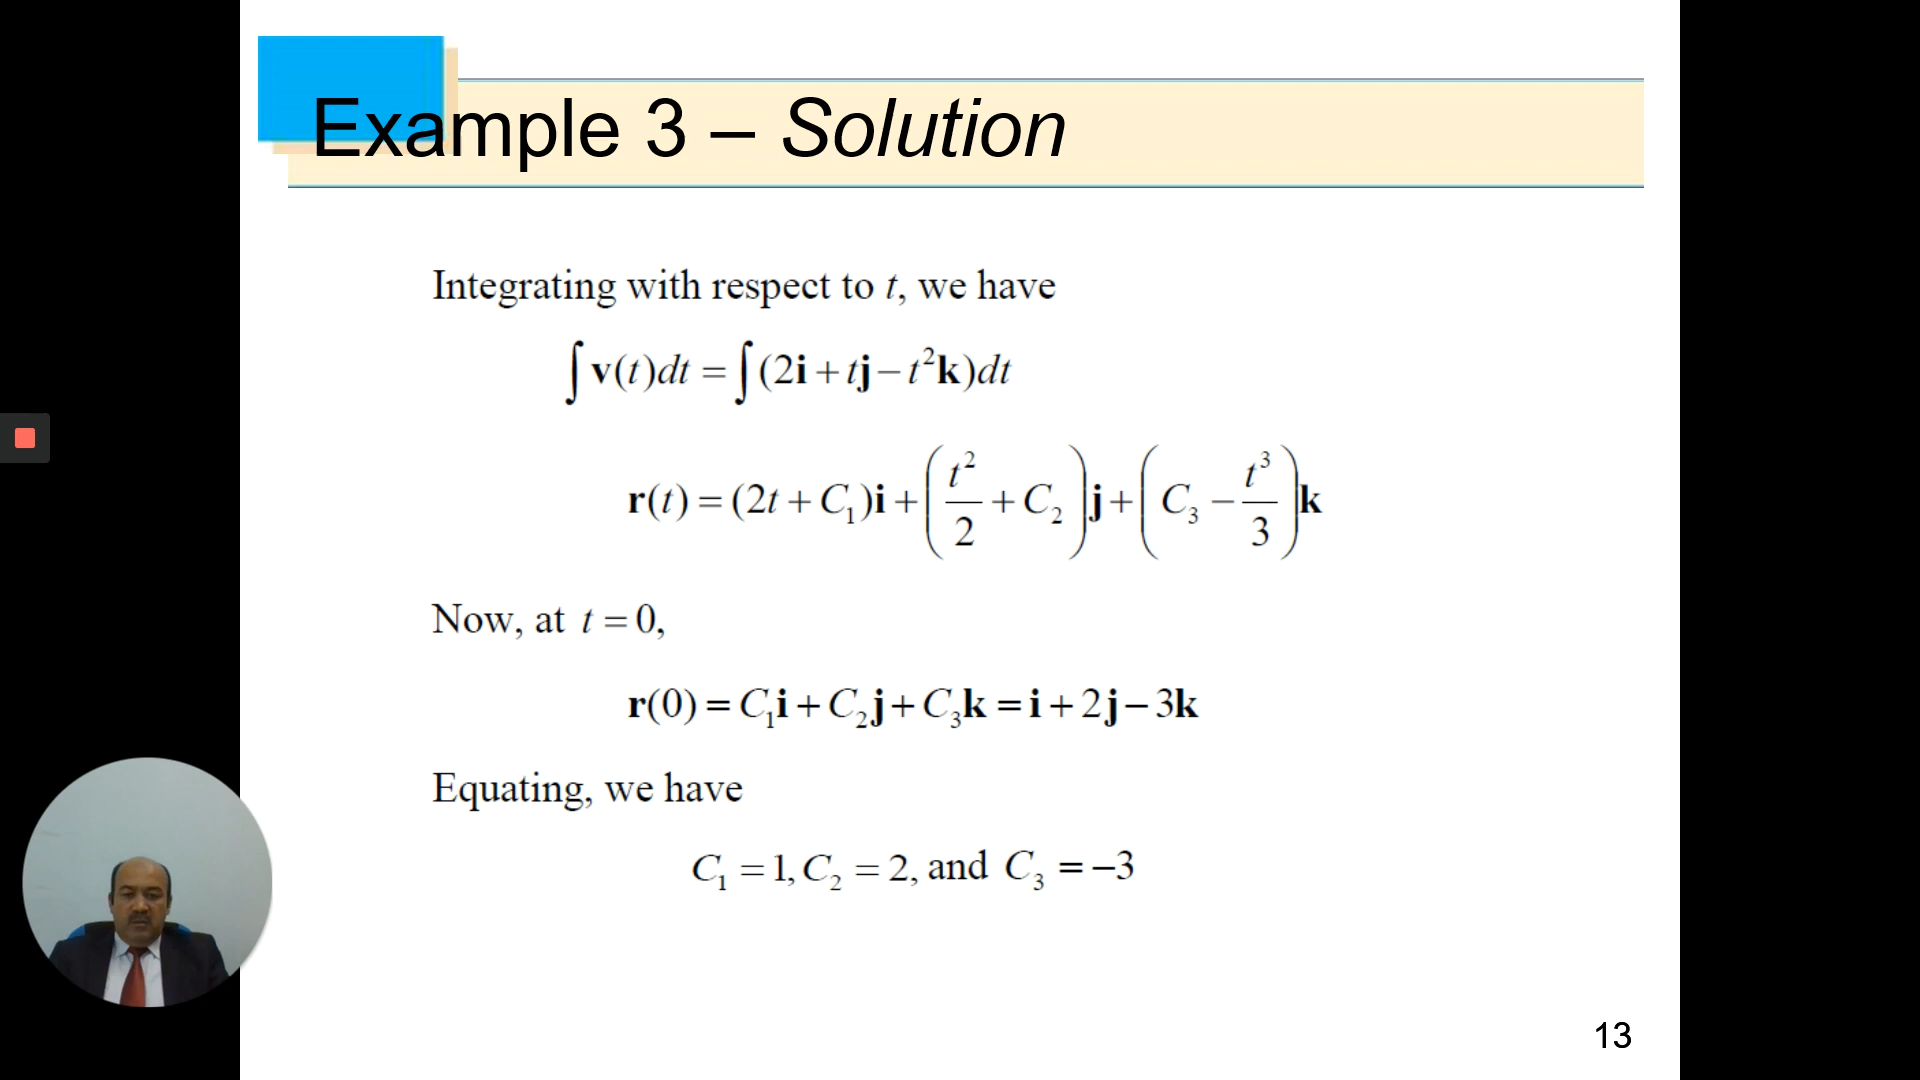 Example 3 – Solution
Integrating with respect to t, we have
∫ v(t)dt = ∫ (2i + tj − t²k)dt
r(t) = (2t + C₁)i + (t²/2 + C₂)j + (C₃ − t³/3)k
Now, at t = 0,
r(0) = C₁i + C₂j + C₃k = i + 2j − 3k
Equating, we have
C₁ = 1, C₂ = 2, and C₃ = −3
13